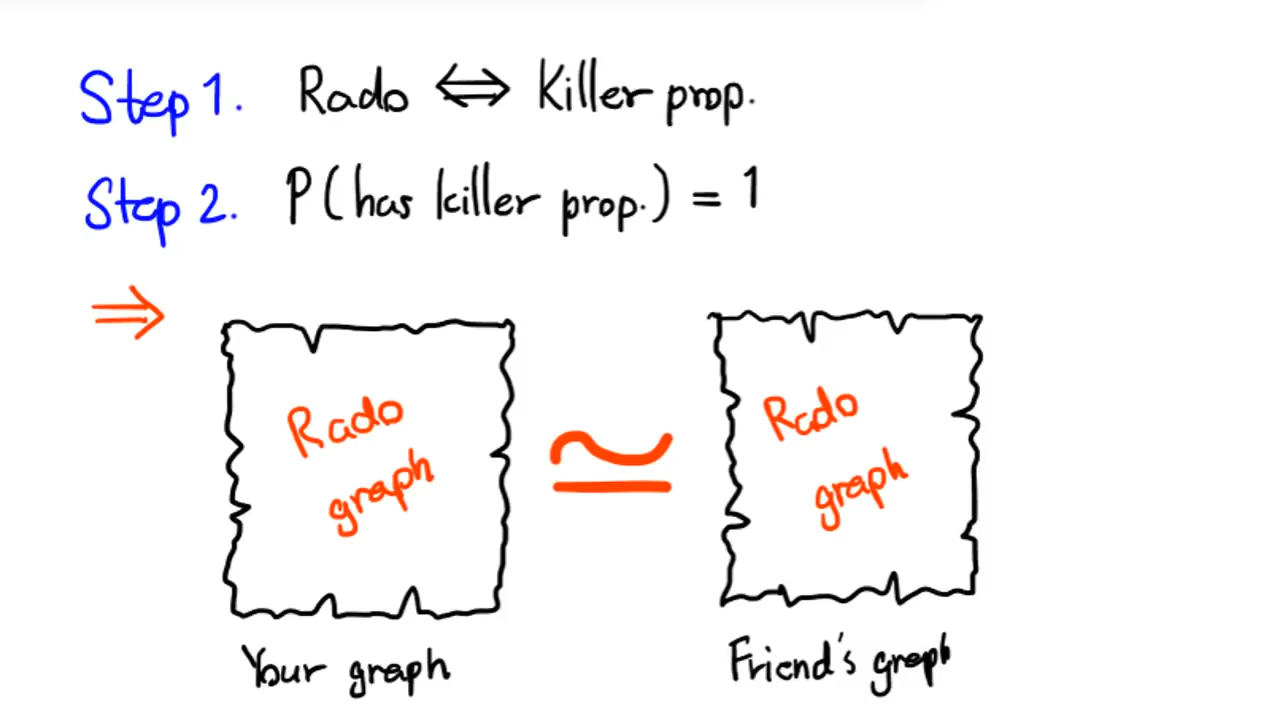 Step 1. Rado ⇔ Killer prop.
Step 2. P(has killer prop.) = 1
⇒
Rado graph ≅ Rado graph
Your graph
Friend's graph